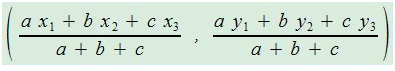 ( (a x₁ + b x₂ + c x₃) / (a + b + c) , (a y₁ + b y₂ + c y₃) / (a + b + c) )